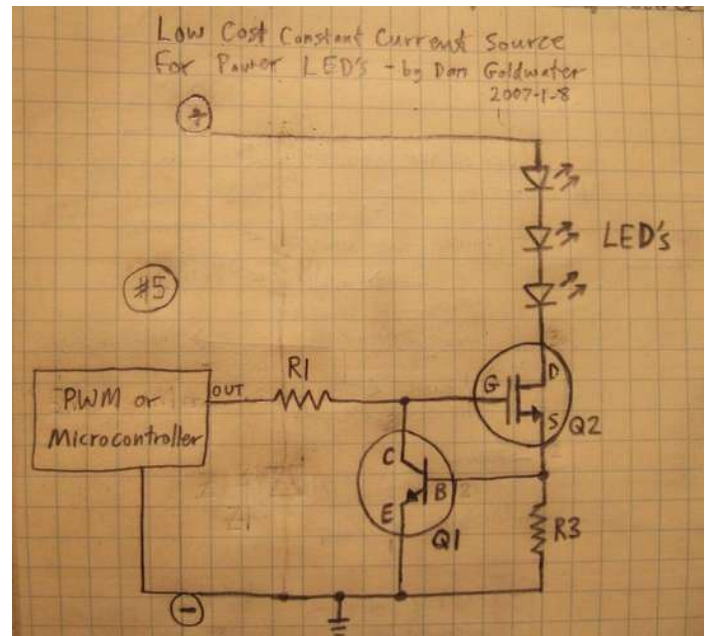 Low Cost Constant Current Source
For Power LED's - by Dan Goldwater
2007-1-8
+
LED's
#5
R1
PWM or
Microcontroller
OUT
G
D
S
Q2
C
B
E
Q1
R3
-